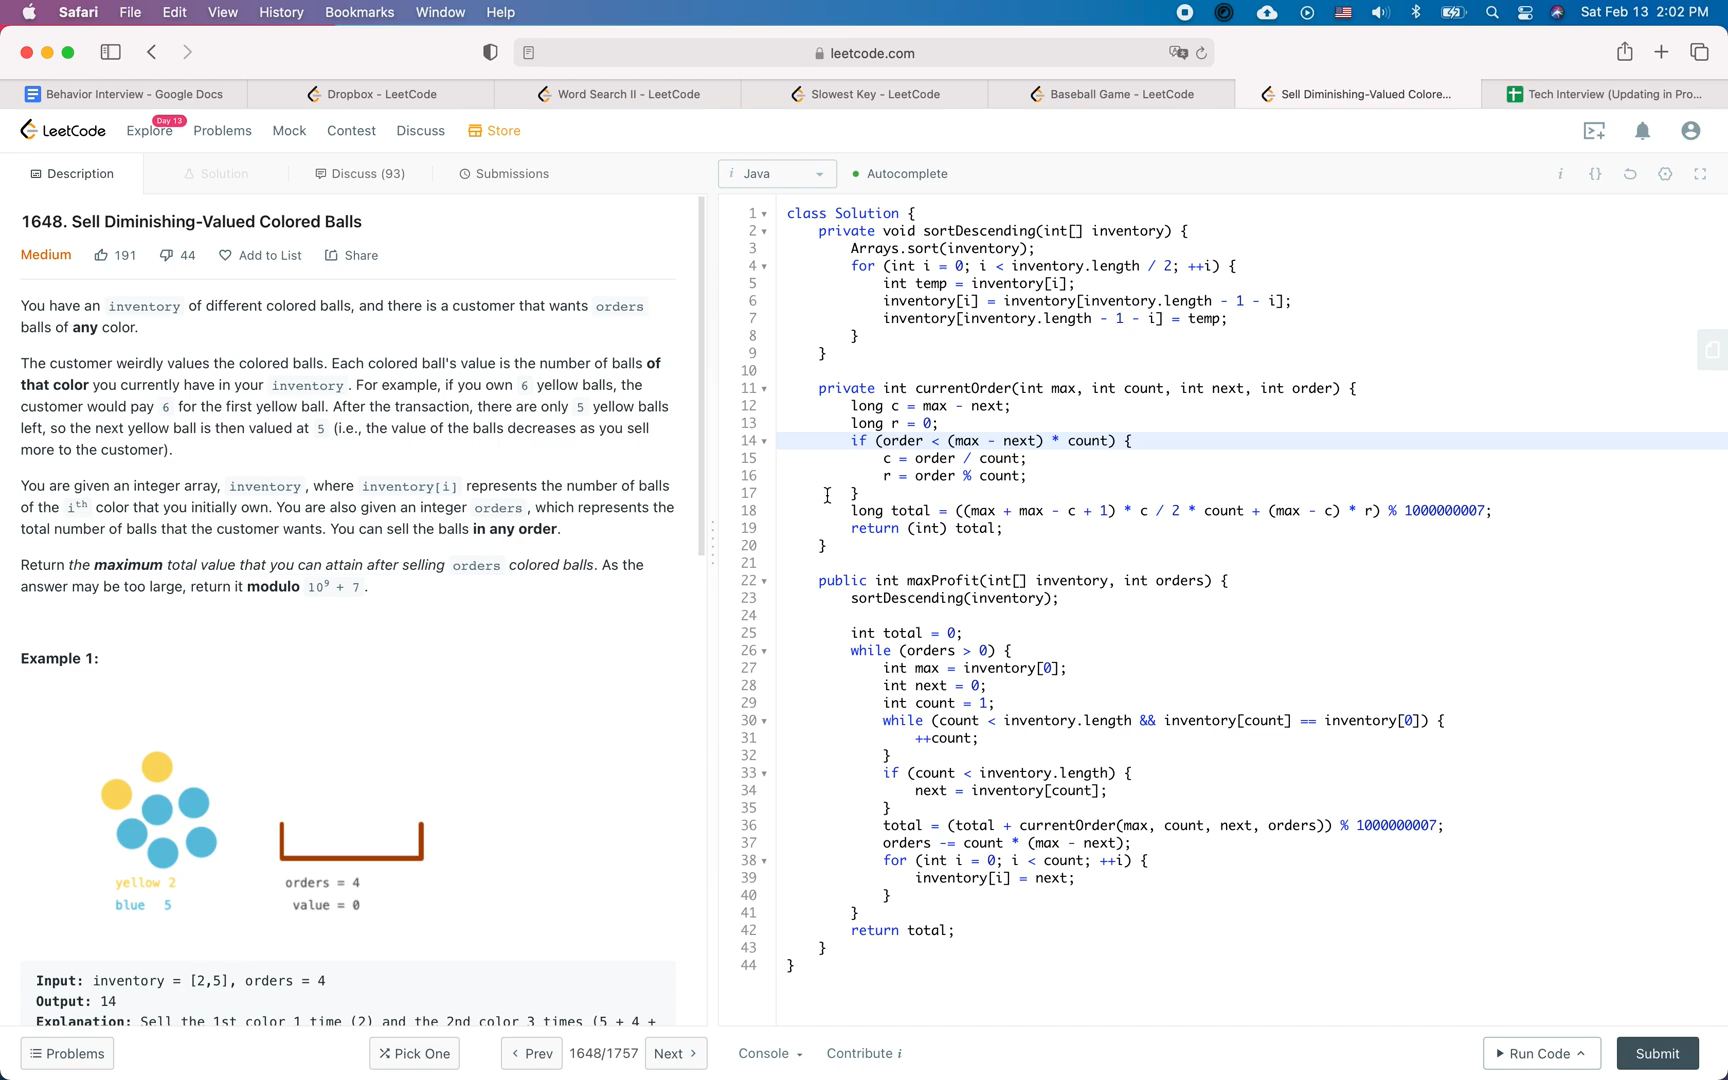 Safari File Edit View History Bookmarks Window Help Sat Feb 13 2:02 PM
leetcode.com
Behavior Interview - Google Docs Dropbox - LeetCode Word Search II - LeetCode Slowest Key - LeetCode Baseball Game - LeetCode Sell Diminishing-Valued Colore... Tech Interview (Updating in Pro...
LeetCode Explore Day 13 Problems Mock Contest Discuss Store
Description Solution Discuss (93) Submissions
i Java Autocomplete
1648. Sell Diminishing-Valued Colored Balls
Medium 191 44 Add to List Share
You have an inventory of different colored balls, and there is a customer that wants orders
balls of any color.
The customer weirdly values the colored balls. Each colored ball's value is the number of balls of
that color you currently have in your inventory. For example, if you own 6 yellow balls, the
customer would pay 6 for the first yellow ball. After the transaction, there are only 5 yellow balls
left, so the next yellow ball is then valued at 5 (i.e., the value of the balls decreases as you sell
more to the customer).
You are given an integer array, inventory, where inventory[i] represents the number of balls
of the ith color that you initially own. You are also given an integer orders, which represents the
total number of balls that the customer wants. You can sell the balls in any order.
Return the maximum total value that you can attain after selling orders colored balls. As the
answer may be too large, return it modulo 10⁹ + 7.
Example 1:
yellow 2
blue 5
orders = 4
value = 0
Input: inventory = [2,5], orders = 4
Output: 14
Explanation: Sell the 1st color 1 time (2) and the 2nd color 3 times (5 + 4 +
1 class Solution {
2 private void sortDescending(int[] inventory) {
3 Arrays.sort(inventory);
4 for (int i = 0; i < inventory.length / 2; ++i) {
5 int temp = inventory[i];
6 inventory[i] = inventory[inventory.length - 1 - i];
7 inventory[inventory.length - 1 - i] = temp;
8 }
9 }
10
11 private int currentOrder(int max, int count, int next, int order) {
12 long c = max - next;
13 long r = 0;
14 if (order < (max - next) * count) {
15 c = order / count;
16 r = order % count;
17 }
18 long total = ((max + max - c + 1) * c / 2 * count + (max - c) * r) % 1000000007;
19 return (int) total;
20 }
21
22 public int maxProfit(int[] inventory, int orders) {
23 sortDescending(inventory);
24
25 int total = 0;
26 while (orders > 0) {
27 int max = inventory[0];
28 int next = 0;
29 int count = 1;
30 while (count < inventory.length && inventory[count] == inventory[0]) {
31 ++count;
32 }
33 if (count < inventory.length) {
34 next = inventory[count];
35 }
36 total = (total + currentOrder(max, count, next, orders)) % 1000000007;
37 orders -= count * (max - next);
38 for (int i = 0; i < count; ++i) {
39 inventory[i] = next;
40 }
41 }
42 return total;
43 }
44 }
Problems Pick One Prev 1648/1757 Next Console Contribute i Run Code Submit